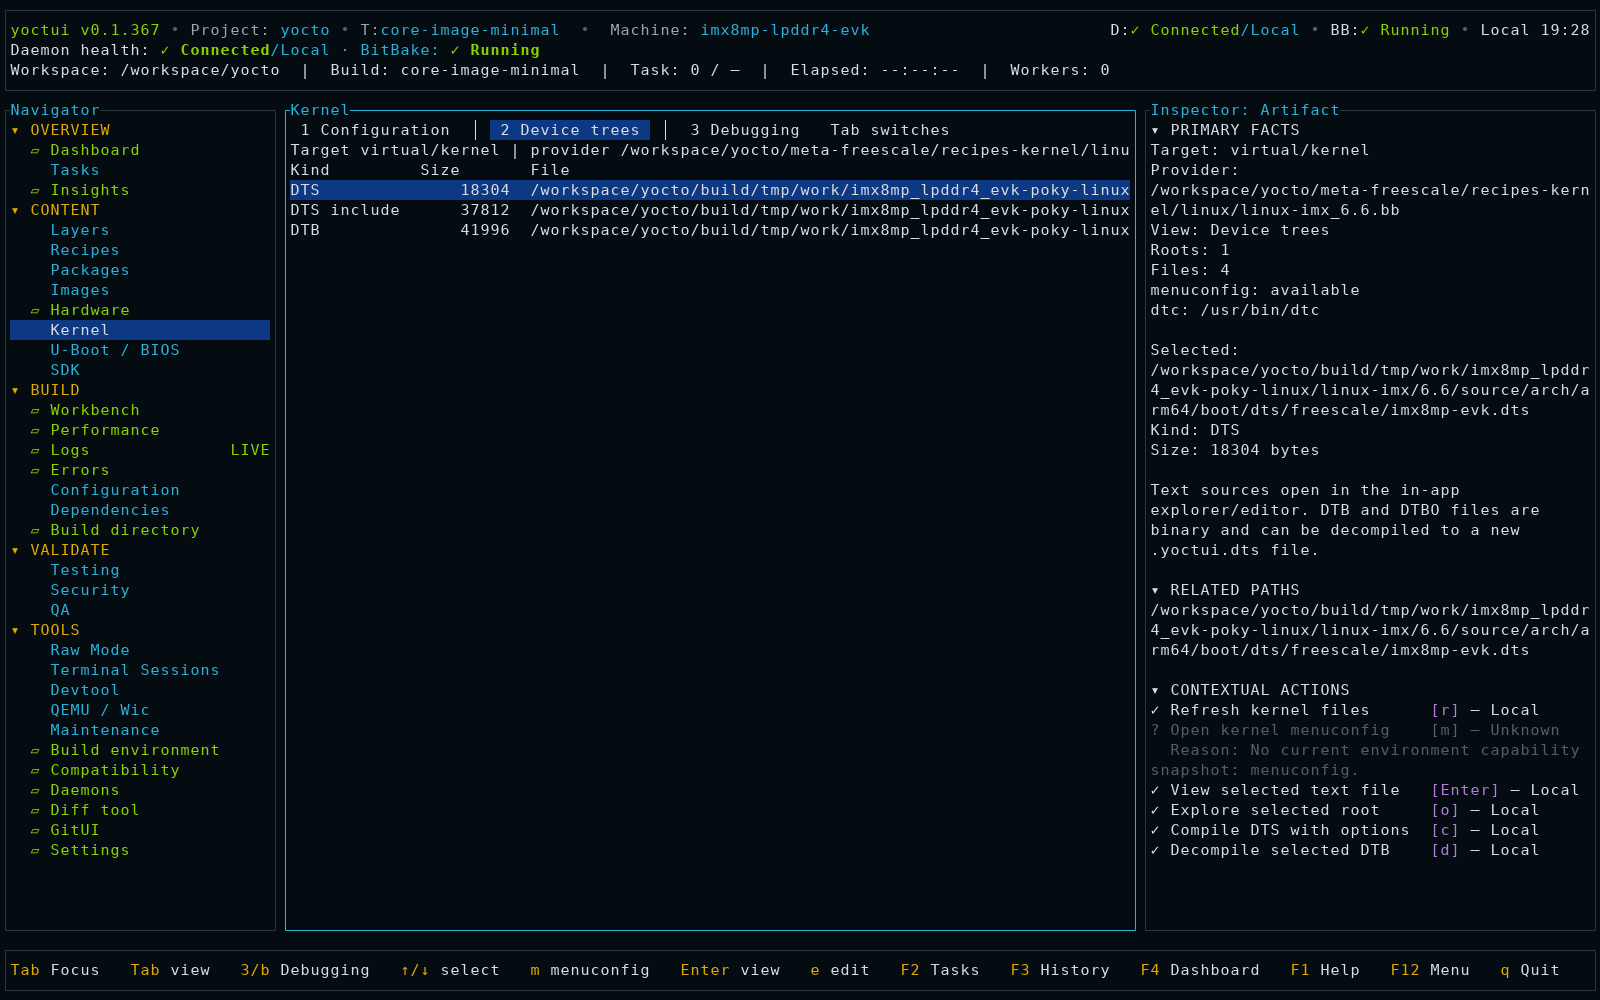 yoctui v0.1.367 • Project: yocto • T:core-image-minimal • Machine: imx8mp-lpddr4-evk D:✓ Connected/Local • BB:✓ Running • Local 19:28
Daemon health: ✓ Connected/Local · BitBake: ✓ Running
Workspace: /workspace/yocto | Build: core-image-minimal | Task: 0 / — | Elapsed: --:--:-- | Workers: 0
Navigator
▾ OVERVIEW
▱ Dashboard
Tasks
▱ Insights
▾ CONTENT
Layers
Recipes
Packages
Images
▱ Hardware
Kernel
U-Boot / BIOS
SDK
▾ BUILD
▱ Workbench
▱ Performance
▱ Logs LIVE
▱ Errors
Configuration
Dependencies
▱ Build directory
▾ VALIDATE
Testing
Security
QA
▾ TOOLS
Raw Mode
Terminal Sessions
Devtool
QEMU / Wic
Maintenance
▱ Build environment
▱ Compatibility
▱ Daemons
▱ Diff tool
▱ GitUI
▱ Settings
Kernel
1 Configuration │ 2 Device trees │ 3 Debugging Tab switches
Target virtual/kernel | provider /workspace/yocto/meta-freescale/recipes-kernel/linu
Kind Size File
DTS 18304 /workspace/yocto/build/tmp/work/imx8mp_lpddr4_evk-poky-linux
DTS include 37812 /workspace/yocto/build/tmp/work/imx8mp_lpddr4_evk-poky-linux
DTB 41996 /workspace/yocto/build/tmp/work/imx8mp_lpddr4_evk-poky-linux
Inspector: Artifact
▾ PRIMARY FACTS
Target: virtual/kernel
Provider:
/workspace/yocto/meta-freescale/recipes-kern
el/linux/linux-imx_6.6.bb
View: Device trees
Roots: 1
Files: 4
menuconfig: available
dtc: /usr/bin/dtc
Selected:
/workspace/yocto/build/tmp/work/imx8mp_lpddr
4_evk-poky-linux/linux-imx/6.6/source/arch/a
rm64/boot/dts/freescale/imx8mp-evk.dts
Kind: DTS
Size: 18304 bytes
Text sources open in the in-app
explorer/editor. DTB and DTBO files are
binary and can be decompiled to a new
.yoctui.dts file.
▾ RELATED PATHS
/workspace/yocto/build/tmp/work/imx8mp_lpddr
4_evk-poky-linux/linux-imx/6.6/source/arch/a
rm64/boot/dts/freescale/imx8mp-evk.dts
▾ CONTEXTUAL ACTIONS
✓ Refresh kernel files [r] — Local
? Open kernel menuconfig [m] — Unknown
Reason: No current environment capability
snapshot: menuconfig.
✓ View selected text file [Enter] — Local
✓ Explore selected root [o] — Local
✓ Compile DTS with options [c] — Local
✓ Decompile selected DTB [d] — Local
Tab Focus Tab view 3/b Debugging ↑/↓ select m menuconfig Enter view e edit F2 Tasks F3 History F4 Dashboard F1 Help F12 Menu q Quit